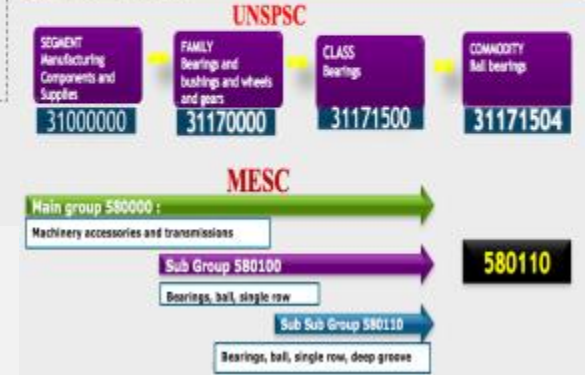 UNSPSC
SEGMENT
Manufacturing
Components and
Supplies
31000000
FAMILY
Bearings and
bushings and wheels
and gears
31170000
CLASS
Bearings
31171500
COMMODITY
Ball bearings
31171504
MESC
Main group 580000 :
Machinery accessories and transmissions
Sub Group 580100
Bearings, ball, single row
Sub Sub Group 580110
Bearings, ball, single row, deep groove
580110